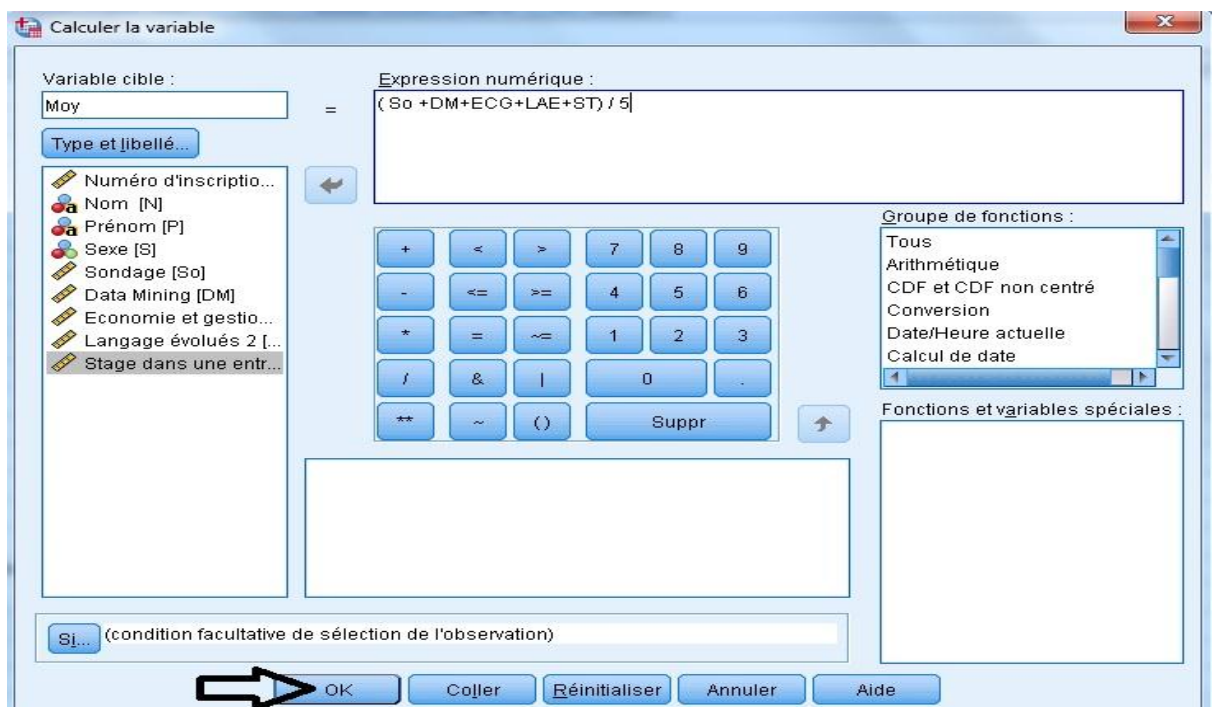 Calculer la variable
Variable cible :
Moy
=
Expression numérique :
( So +DM+ECG+LAE+ST) / 5
Type et libellé...
Numéro d'inscriptio...
Nom [N]
Prénom [P]
Sexe [S]
Sondage [So]
Data Mining [DM]
Economie et gestio...
Langage évolués 2 [...
Stage dans une entr...
+ < > 7 8 9
- <= >= 4 5 6
* = ~= 1 2 3
/ & | 0 .
** ~ () Suppr
Groupe de fonctions :
Tous
Arithmétique
CDF et CDF non centré
Conversion
Date/Heure actuelle
Calcul de date
Fonctions et variables spéciales :
Si... (condition facultative de sélection de l'observation)
OK Coller Réinitialiser Annuler Aide